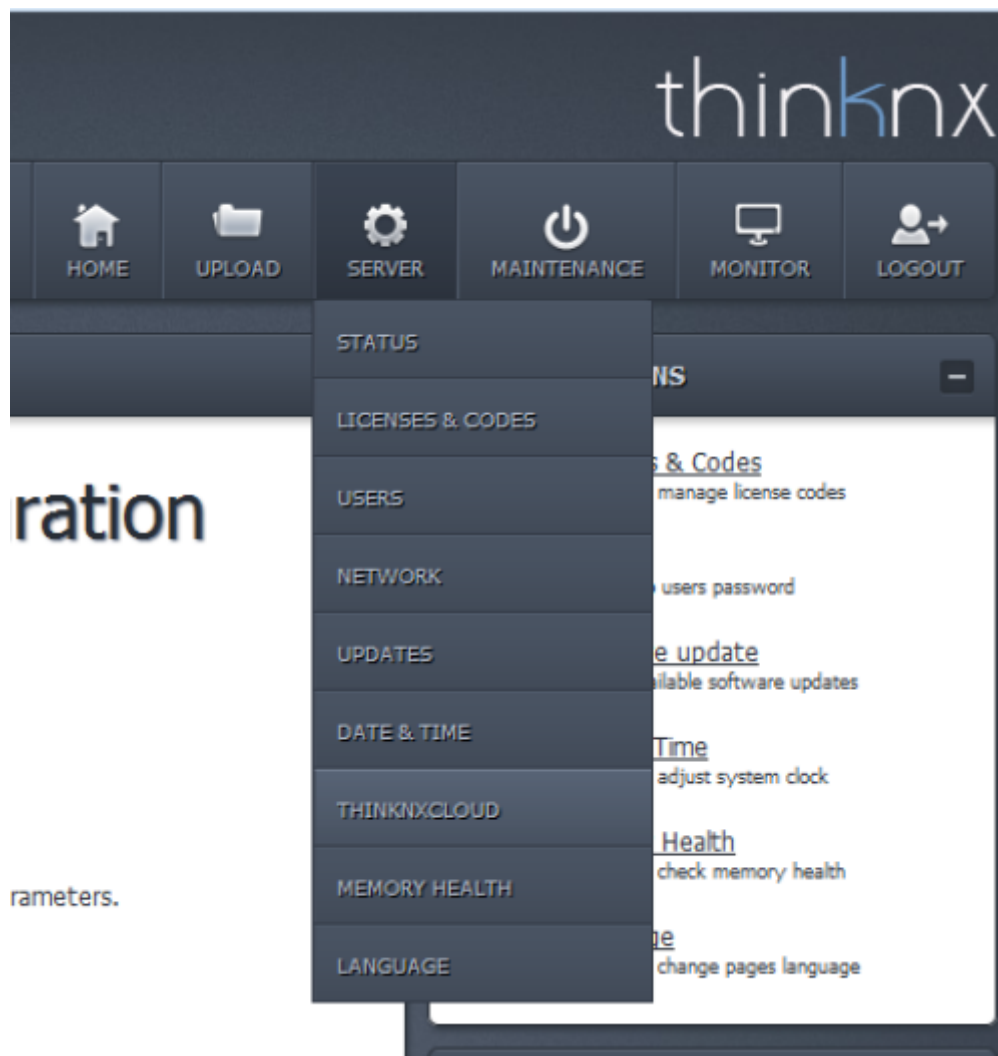 thinknx
HOME UPLOAD SERVER MAINTENANCE MONITOR LOGOUT
STATUS
NS
LICENSES & CODES
s & Codes
manage license codes
USERS
ration
NETWORK
users password
UPDATES
e update
ilable software updates
DATE & TIME
Time
adjust system clock
THINKNXCLOUD
Health
check memory health
MEMORY HEALTH
rameters.
ge
LANGUAGE
change pages language